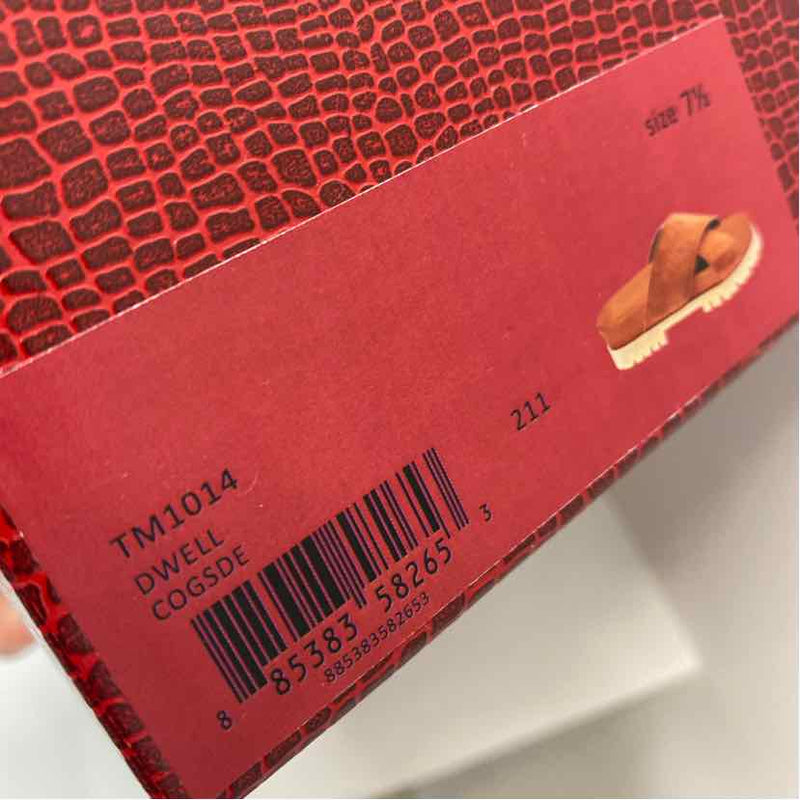 size 7½
211
TM1014
DWELL
COGSDE
8 85383 58265 3
885383582653